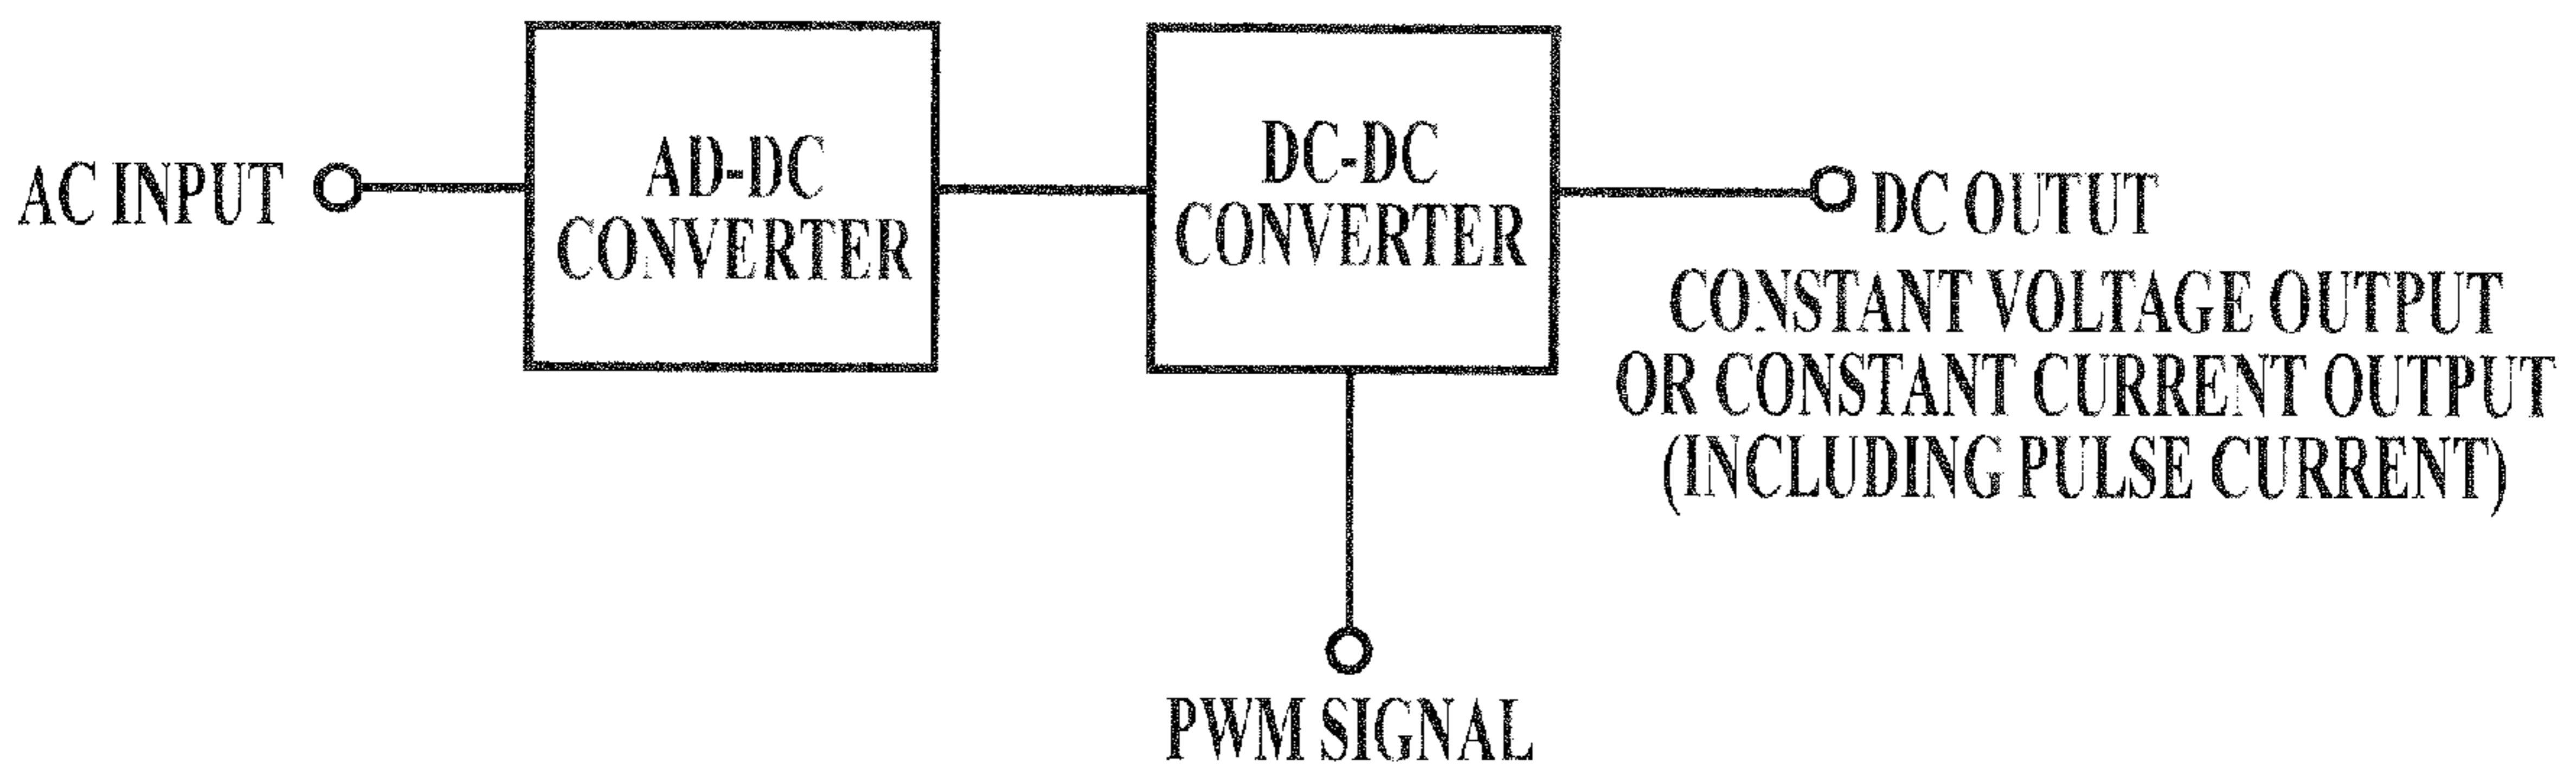 AC INPUT
AD-DC
CONVERTER
DC-DC
CONVERTER
DC OUTUT
CONSTANT VOLTAGE OUTPUT
OR CONSTANT CURRENT OUTPUT
(INCLUDING PULSE CURRENT)
PWM SIGNAL